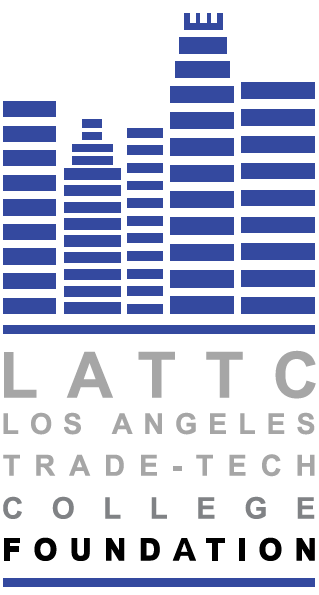 LATTC
LOS ANGELES
TRADE-TECH
COLLEGE
FOUNDATION